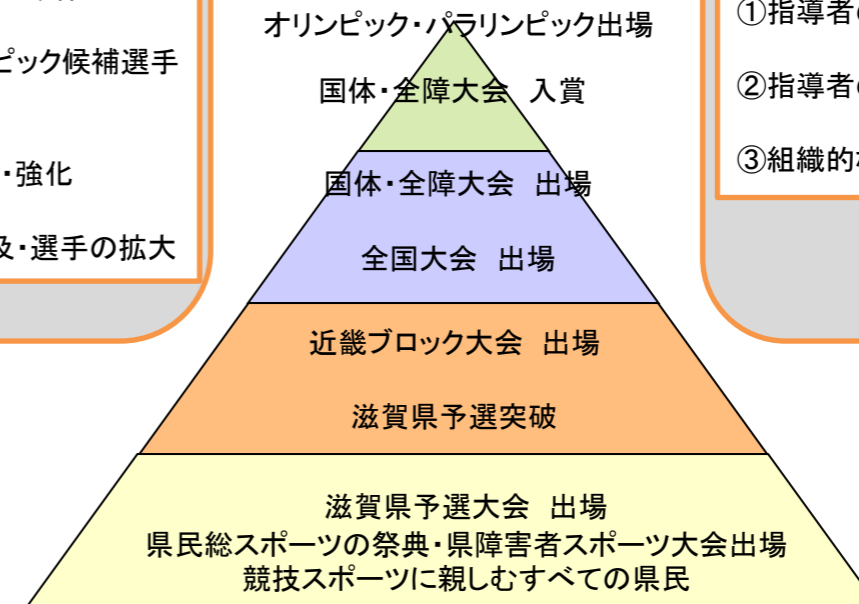 ピック候補選手
・強化
及・選手の拡大
オリンピック・パラリンピック出場
国体・全障大会　入賞
国体・全障大会　出場
全国大会　出場
近畿ブロック大会　出場
滋賀県予選突破
滋賀県予選大会　出場
県民総スポーツの祭典・県障害者スポーツ大会出場
競技スポーツに親しむすべての県民
①指導者の
②指導者の
③組織的